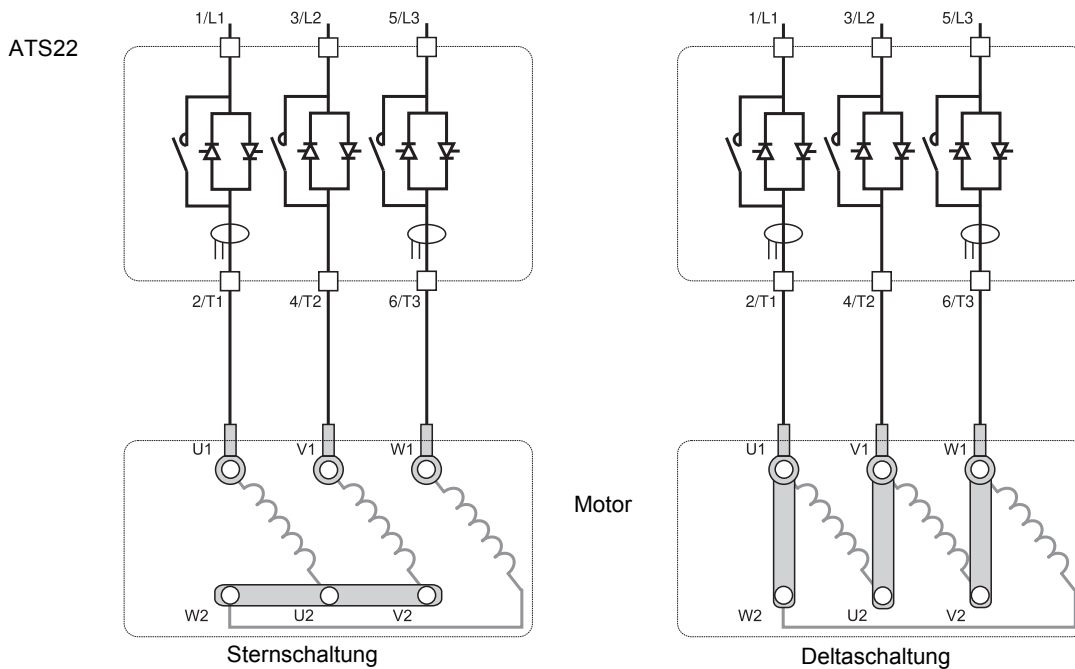 1/L1 3/L2 5/L3 1/L1 3/L2 5/L3
ATS22
2/T1 4/T2 6/T3 2/T1 4/T2 6/T3
U1 V1 W1 U1 V1 W1
Motor
W2 U2 V2 W2 U2 V2
Sternschaltung Deltaschaltung